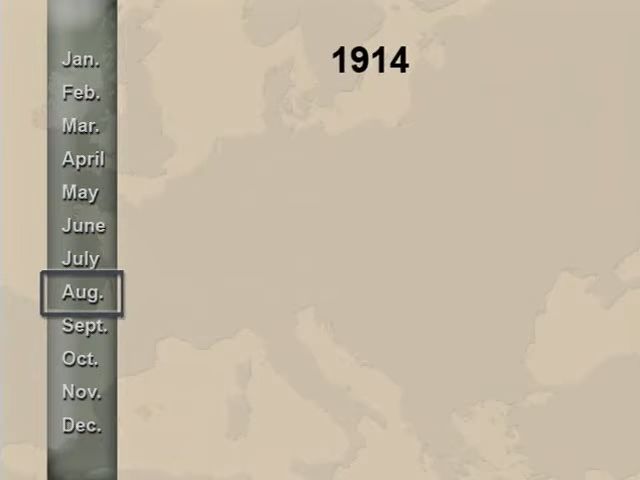 1914
Jan.
Feb.
Mar.
April
May
June
July
Aug.
Sept.
Oct.
Nov.
Dec.